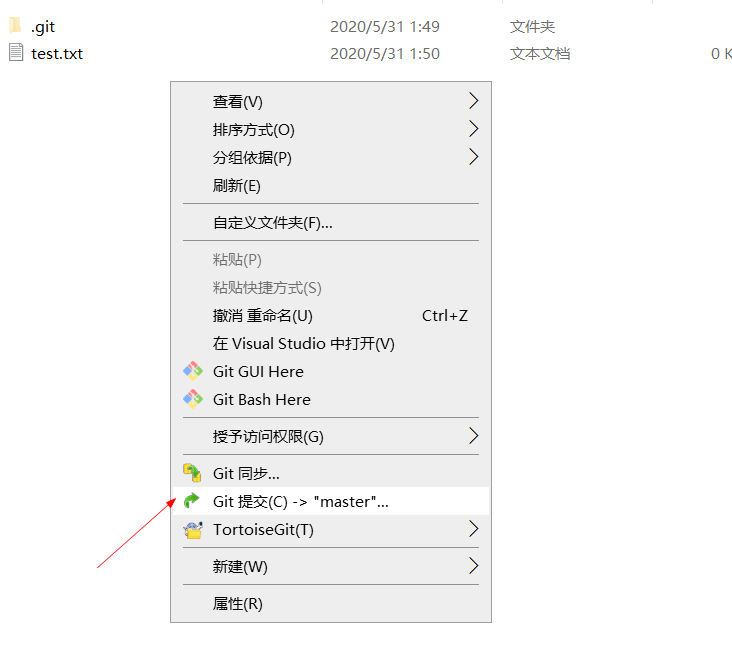 .git 2020/5/31 1:49 文件夹
test.txt 2020/5/31 1:50 文本文档 0 K
查看(V)
排序方式(O)
分组依据(P)
刷新(E)
自定义文件夹(F)...
粘贴(P)
粘贴快捷方式(S)
撤消 重命名(U) Ctrl+Z
在 Visual Studio 中打开(V)
Git GUI Here
Git Bash Here
授予访问权限(G)
Git 同步...
Git 提交(C) -> "master"...
TortoiseGit(T)
新建(W)
属性(R)